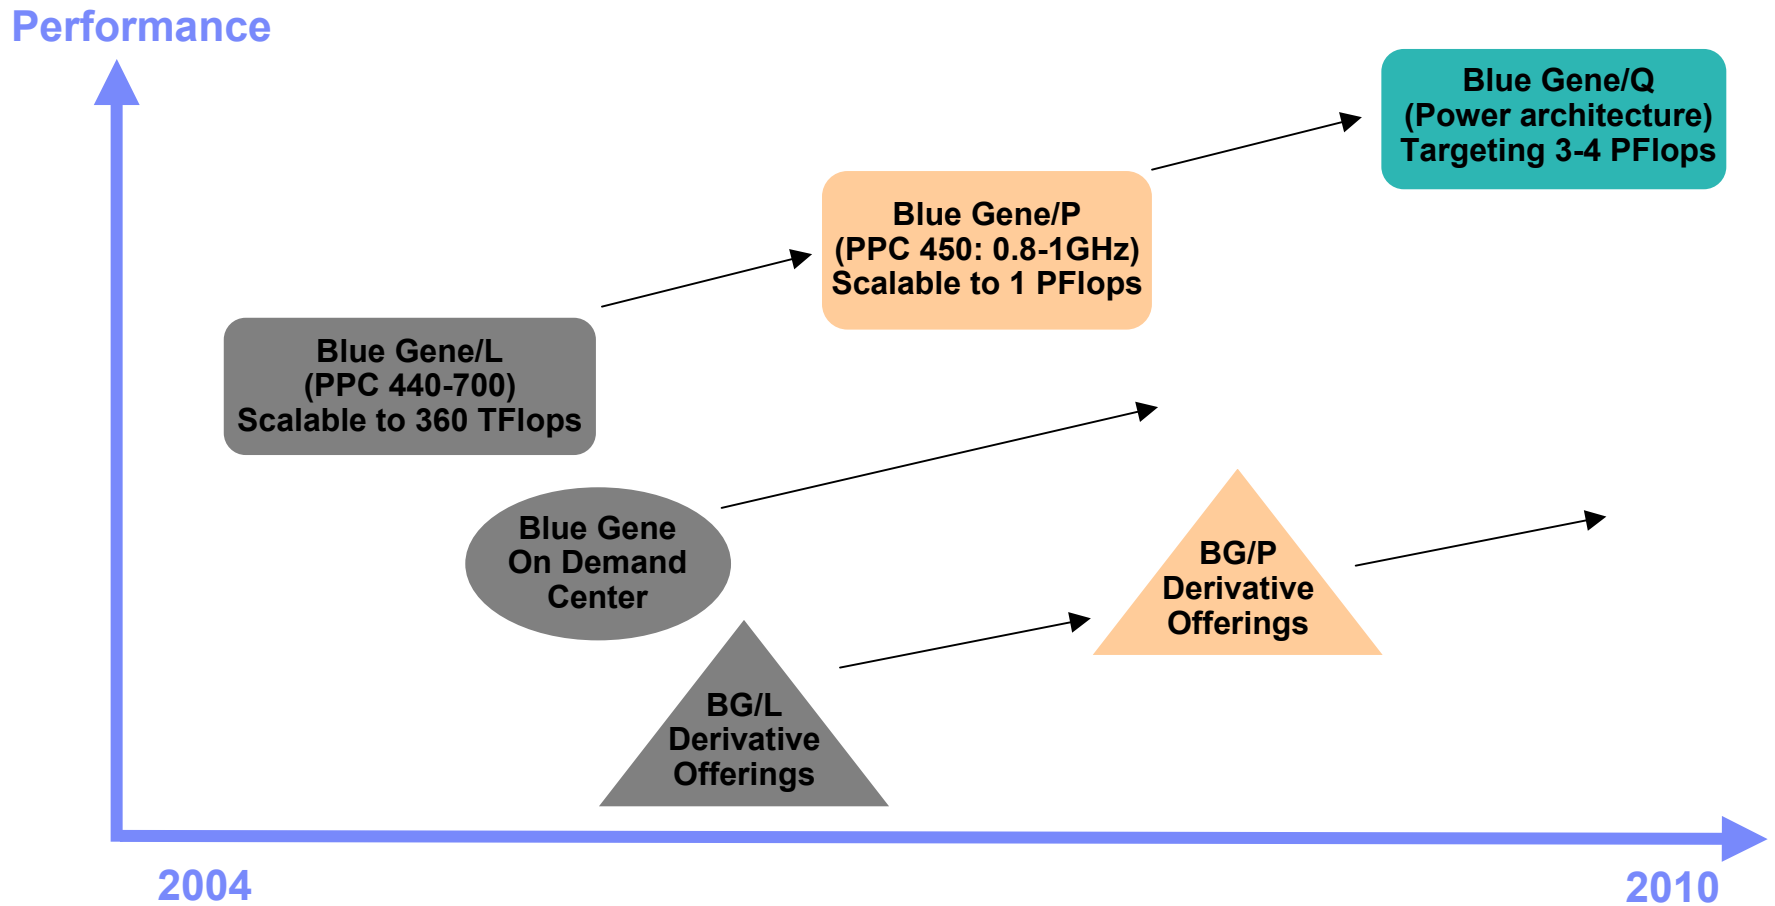 Performance
Blue Gene/Q
(Power architecture)
Targeting 3-4 PFlops
Blue Gene/P
(PPC 450: 0.8-1GHz)
Scalable to 1 PFlops
Blue Gene/L
(PPC 440-700)
Scalable to 360 TFlops
Blue Gene
On Demand
Center
BG/P
Derivative
Offerings
BG/L
Derivative
Offerings
2004
2010